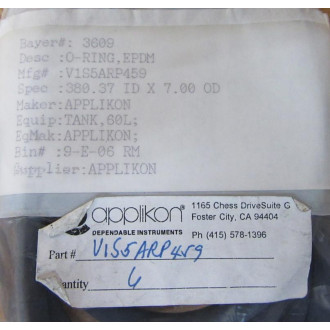 Bayer#: 3609
Desc :O-RING,EPDM
Mfg# :V1S5ARP459
Spec :380.37 ID X 7.00 OD
Maker:APPLIKON
Equip:TANK,60L;
EqMak:APPLIKON;
Bin# :9-E-06 RM
Supplier:APPLIKON
applikon®
DEPENDABLE INSTRUMENTS
1165 Chess DriveSuite G
Foster City, CA 94404
Ph (415) 578-1396
Part # V1S5ARP459
uantity 6